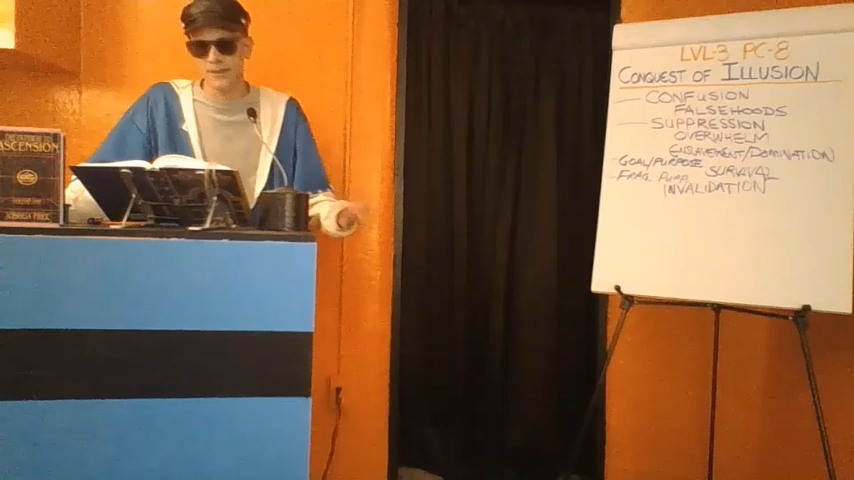 LVL-3 PC-8
CONQUEST OF ILLUSION
— CONFUSION
FALSEHOODS
— SUPPRESSION
OVERWHELM
ENSLAVEMENT/DOMINATION
- GOAL/PURPOSE SURVIVAL
- FRAG. PURP.
INVALIDATION
ASCENSION